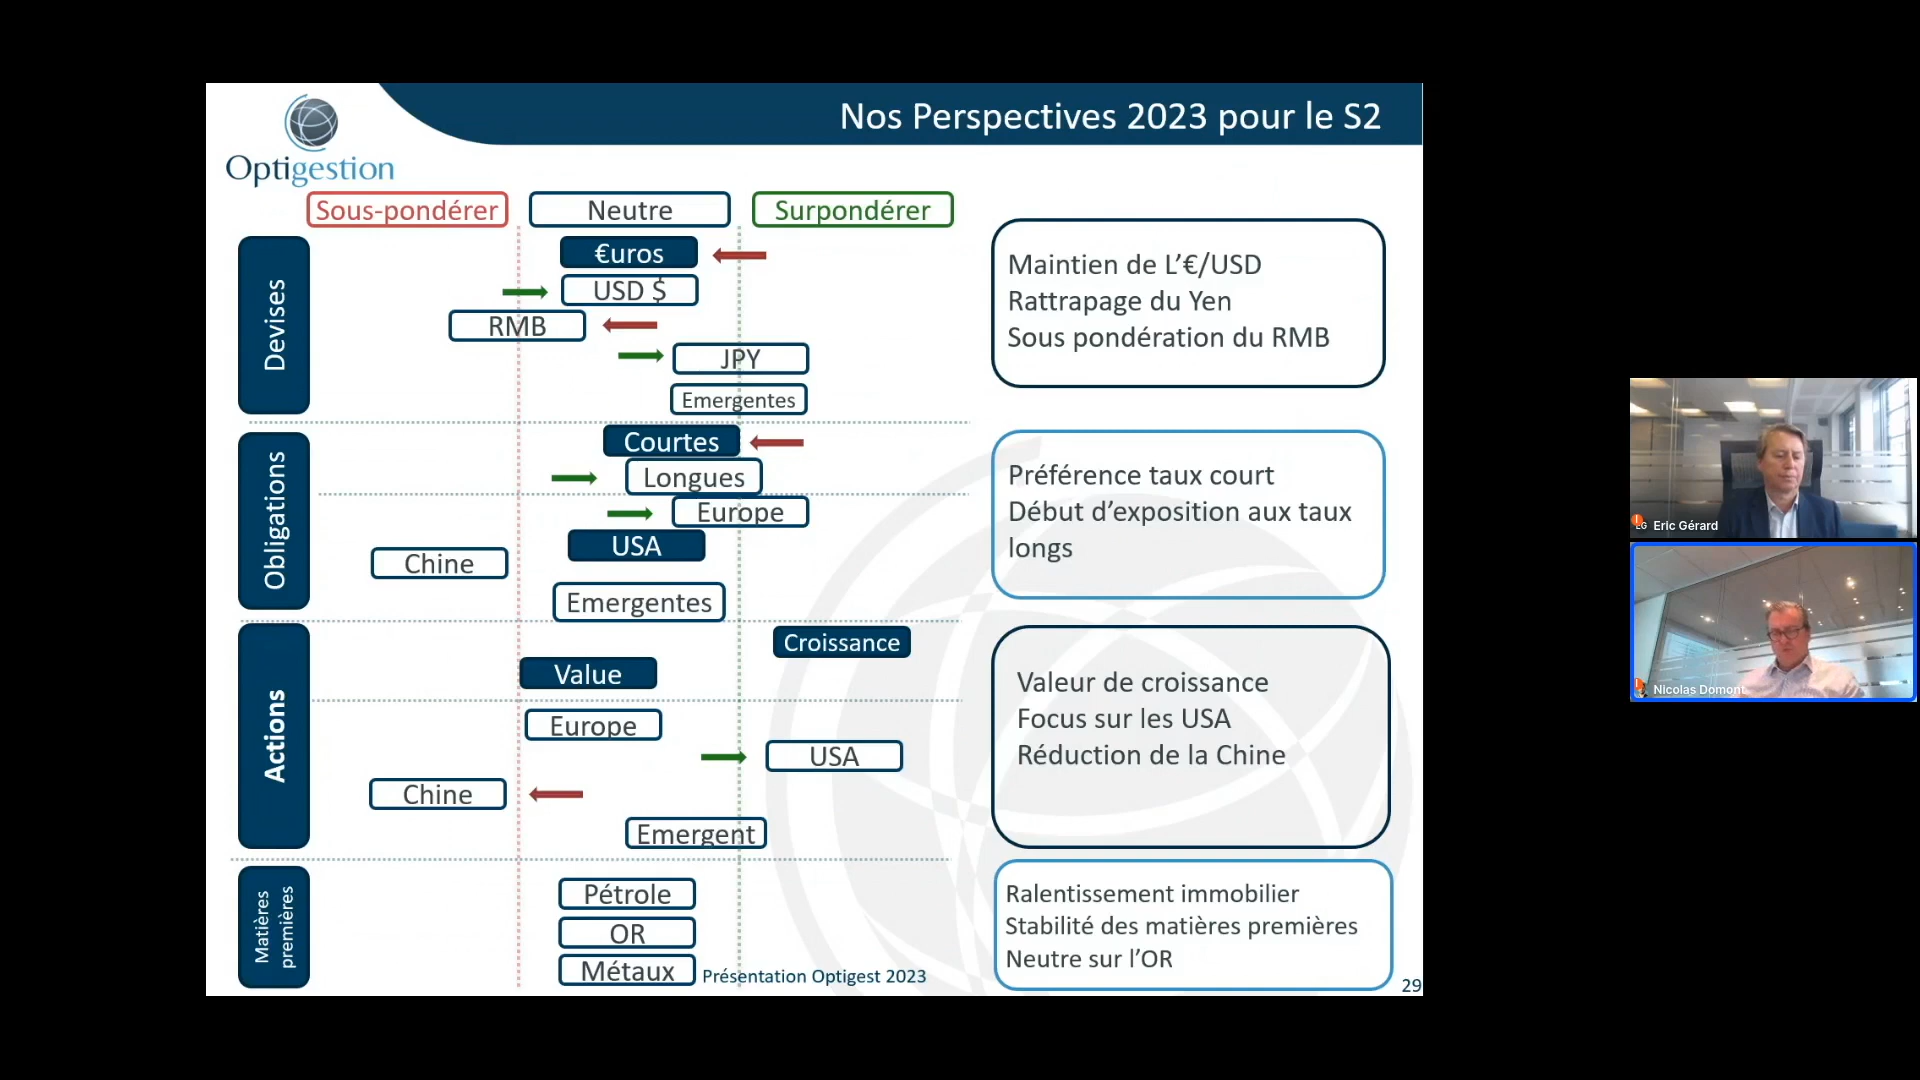 Nos Perspectives 2023 pour le S2
Optigestion
Sous-pondérer
Neutre
Surpondérer
Devises
€uros
USD $
RMB
JPY
Emergentes
Maintien de L’€/USD
Rattrapage du Yen
Sous pondération du RMB
Obligations
Courtes
Longues
Europe
USA
Chine
Emergentes
Préférence taux court
Début d’exposition aux taux
longs
Actions
Croissance
Value
Europe
USA
Chine
Emergent
Valeur de croissance
Focus sur les USA
Réduction de la Chine
Matières
premières
Pétrole
OR
Métaux
Ralentissement immobilier
Stabilité des matières premières
Neutre sur l’OR
Présentation Optigest 2023
29
EG Eric Gérard
Nicolas Domont